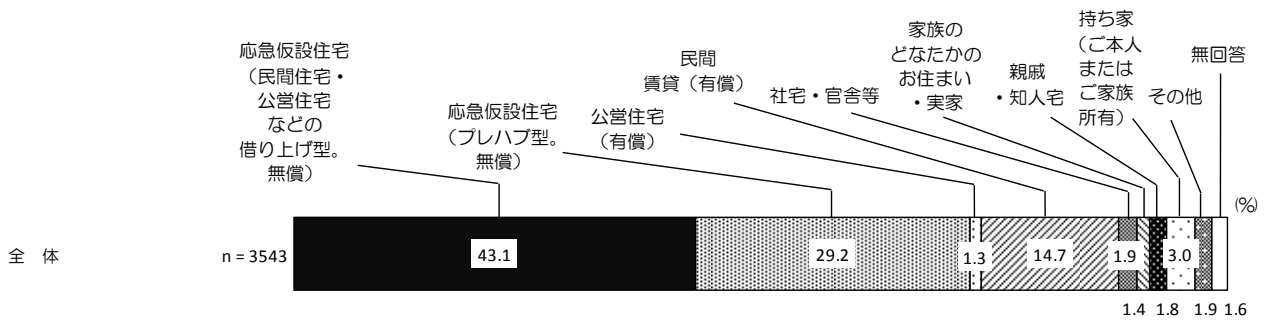 応急仮設住宅
（民間住宅・
公営住宅
などの
借り上げ型。
無償）
応急仮設住宅
（プレハブ型。
無償）
公営住宅
（有償）
民間
賃貸（有償）
社宅・官舎等
家族の
どなたかの
お住まい
・実家
親戚
・知人宅
持ち家
（ご本人
または
ご家族
所有）
その他
無回答
(%)
全 体
n = 3543
43.1
29.2
1.3
14.7
1.9
3.0
1.4
1.8
1.9
1.6